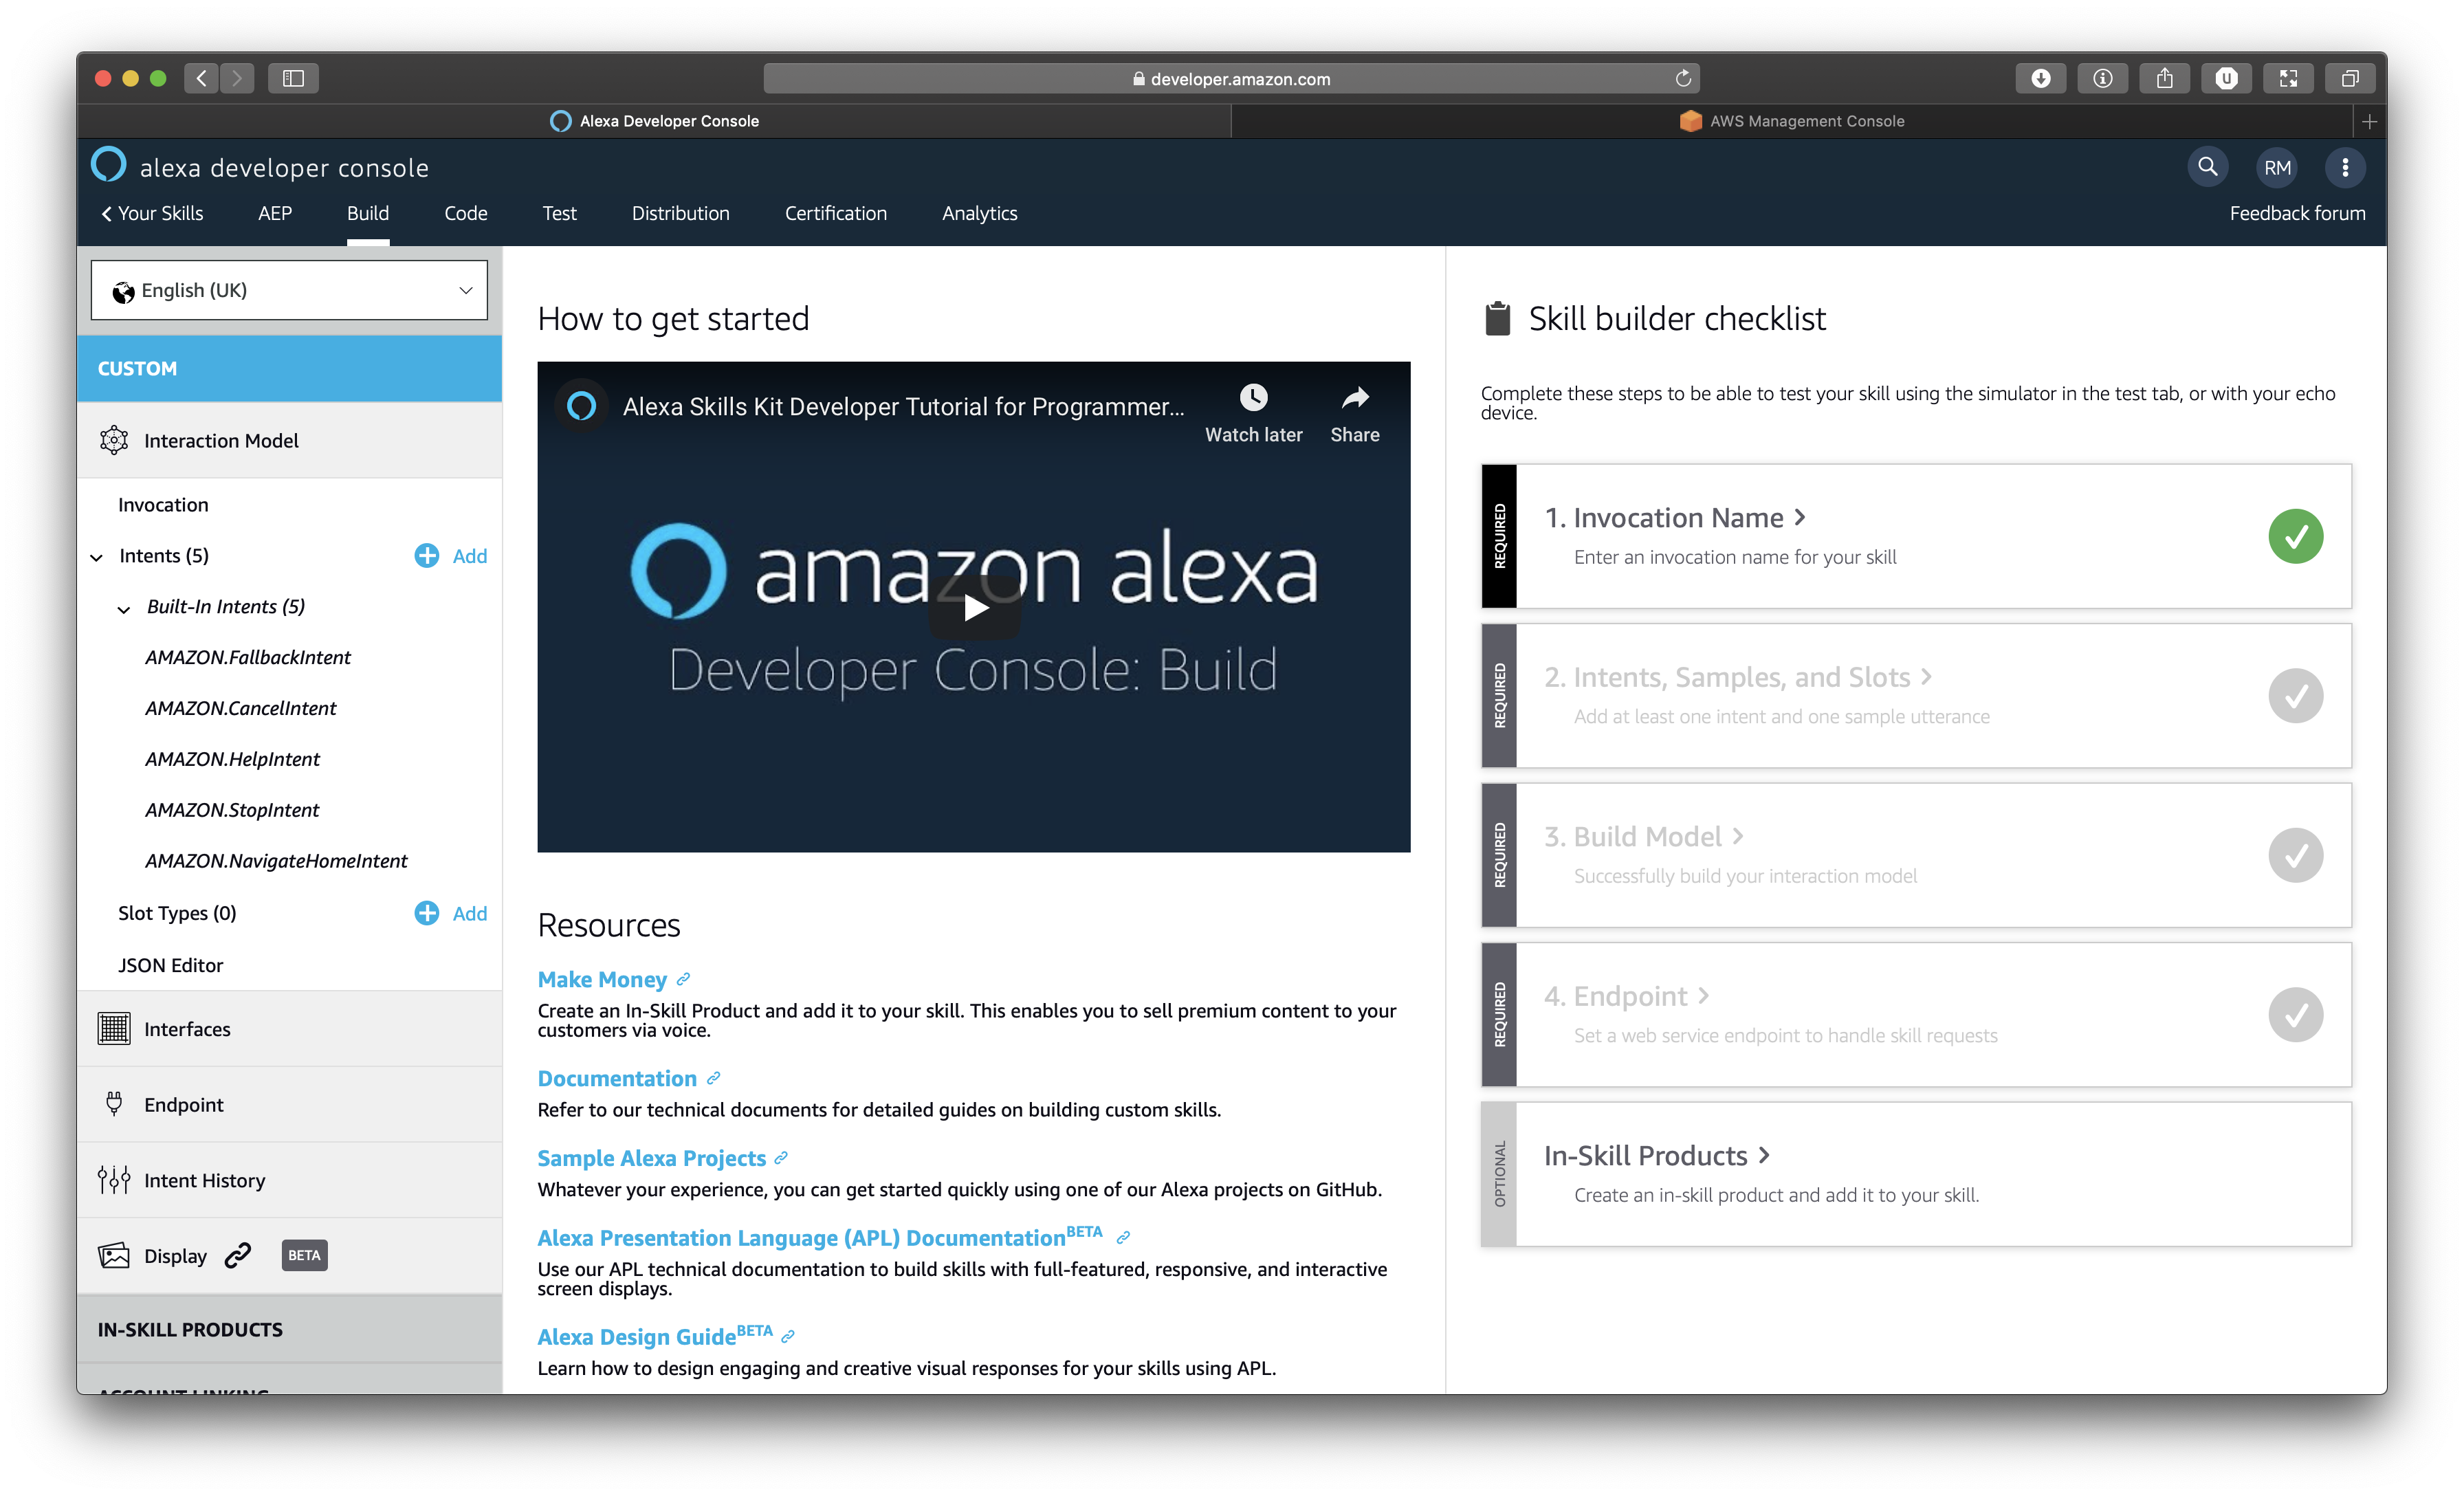 developer.amazon.com
Alexa Developer Console
AWS Management Console
alexa developer console
RM
Your Skills
AEP
Build
Code
Test
Distribution
Certification
Analytics
Feedback forum
English (UK)
CUSTOM
Interaction Model
Invocation
Intents (5)
Add
Built-In Intents (5)
AMAZON.FallbackIntent
AMAZON.CancelIntent
AMAZON.HelpIntent
AMAZON.StopIntent
AMAZON.NavigateHomeIntent
Slot Types (0)
Add
JSON Editor
Interfaces
Endpoint
Intent History
Display
BETA
IN-SKILL PRODUCTS
ACCOUNT LINKING
How to get started
Alexa Skills Kit Developer Tutorial for Programmer...
Watch later
Share
amazon alexa
Developer Console: Build
Resources
Make Money
Create an In-Skill Product and add it to your skill. This enables you to sell premium content to your
customers via voice.
Documentation
Refer to our technical documents for detailed guides on building custom skills.
Sample Alexa Projects
Whatever your experience, you can get started quickly using one of our Alexa projects on GitHub.
Alexa Presentation Language (APL) Documentation BETA
Use our APL technical documentation to build skills with full-featured, responsive, and interactive
screen displays.
Alexa Design Guide BETA
Learn how to design engaging and creative visual responses for your skills using APL.
Skill builder checklist
Complete these steps to be able to test your skill using the simulator in the test tab, or with your echo
device.
REQUIRED
1. Invocation Name
Enter an invocation name for your skill
REQUIRED
2. Intents, Samples, and Slots
Add at least one intent and one sample utterance
REQUIRED
3. Build Model
Successfully build your interaction model
REQUIRED
4. Endpoint
Set a web service endpoint to handle skill requests
OPTIONAL
In-Skill Products
Create an in-skill product and add it to your skill.